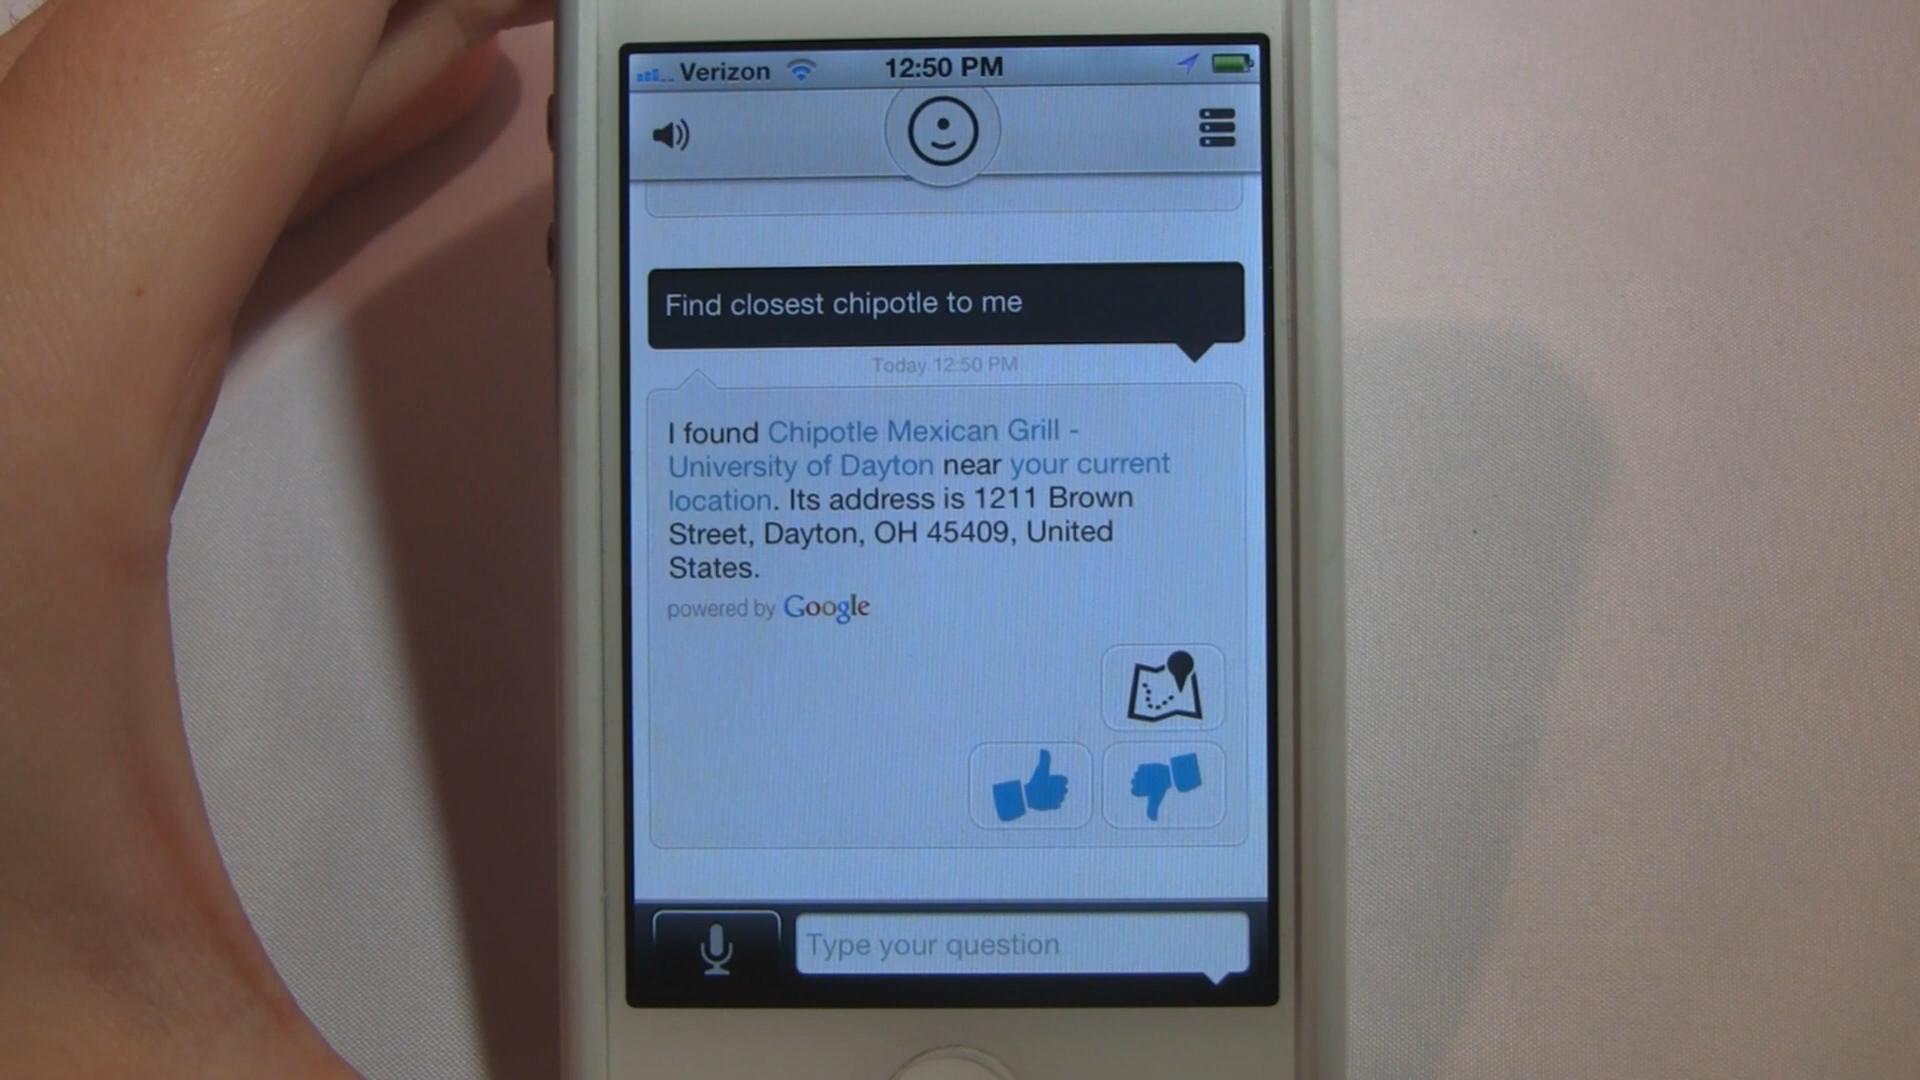 Verizon 12:50 PM
Find closest chipotle to me
Today 12:50 PM
I found Chipotle Mexican Grill -
University of Dayton near your current
location. Its address is 1211 Brown
Street, Dayton, OH 45409, United
States.
powered by Google
Type your question